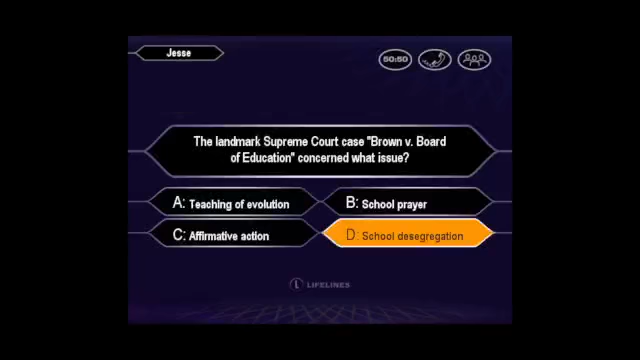 Jesse
50:50
The landmark Supreme Court case "Brown v. Board
of Education" concerned what issue?
A: Teaching of evolution
B: School prayer
C: Affirmative action
D: School desegregation
L LIFELINES